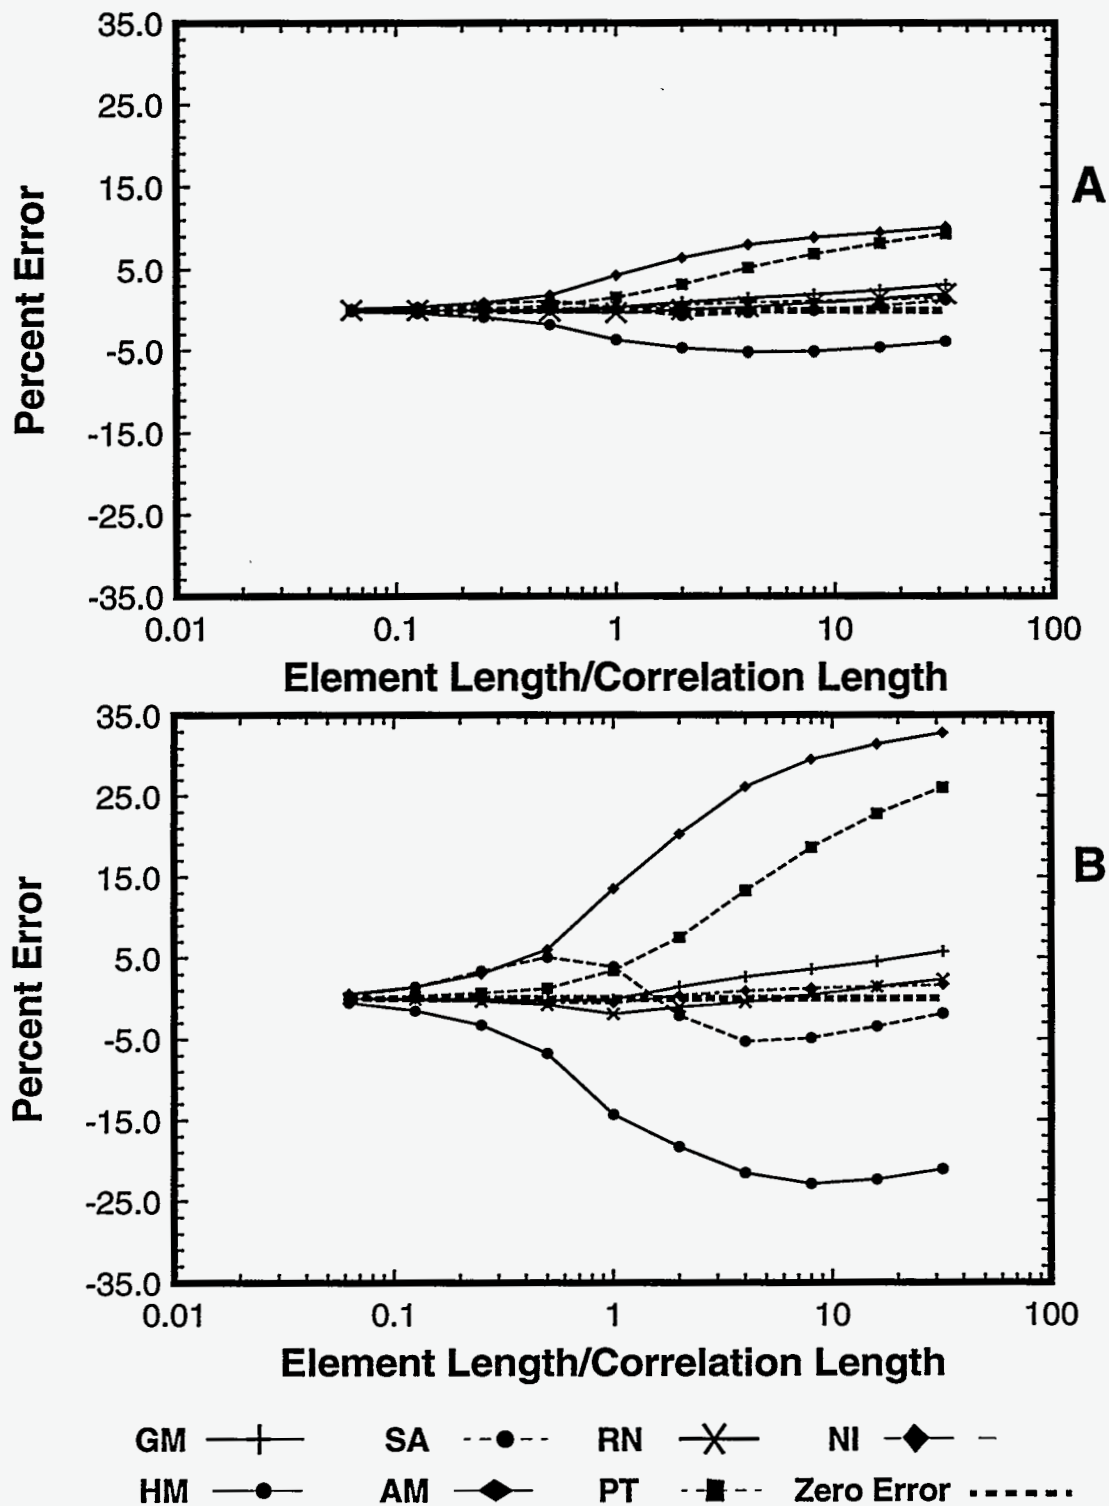 35.0
25.0
15.0
5.0
-5.0
-15.0
-25.0
-35.0
Percent Error
A
0.01 0.1 1 10 100
Element Length/Correlation Length
35.0
25.0
15.0
5.0
-5.0
-15.0
-25.0
-35.0
Percent Error
B
0.01 0.1 1 10 100
Element Length/Correlation Length
GM SA RN NI
HM AM PT Zero Error